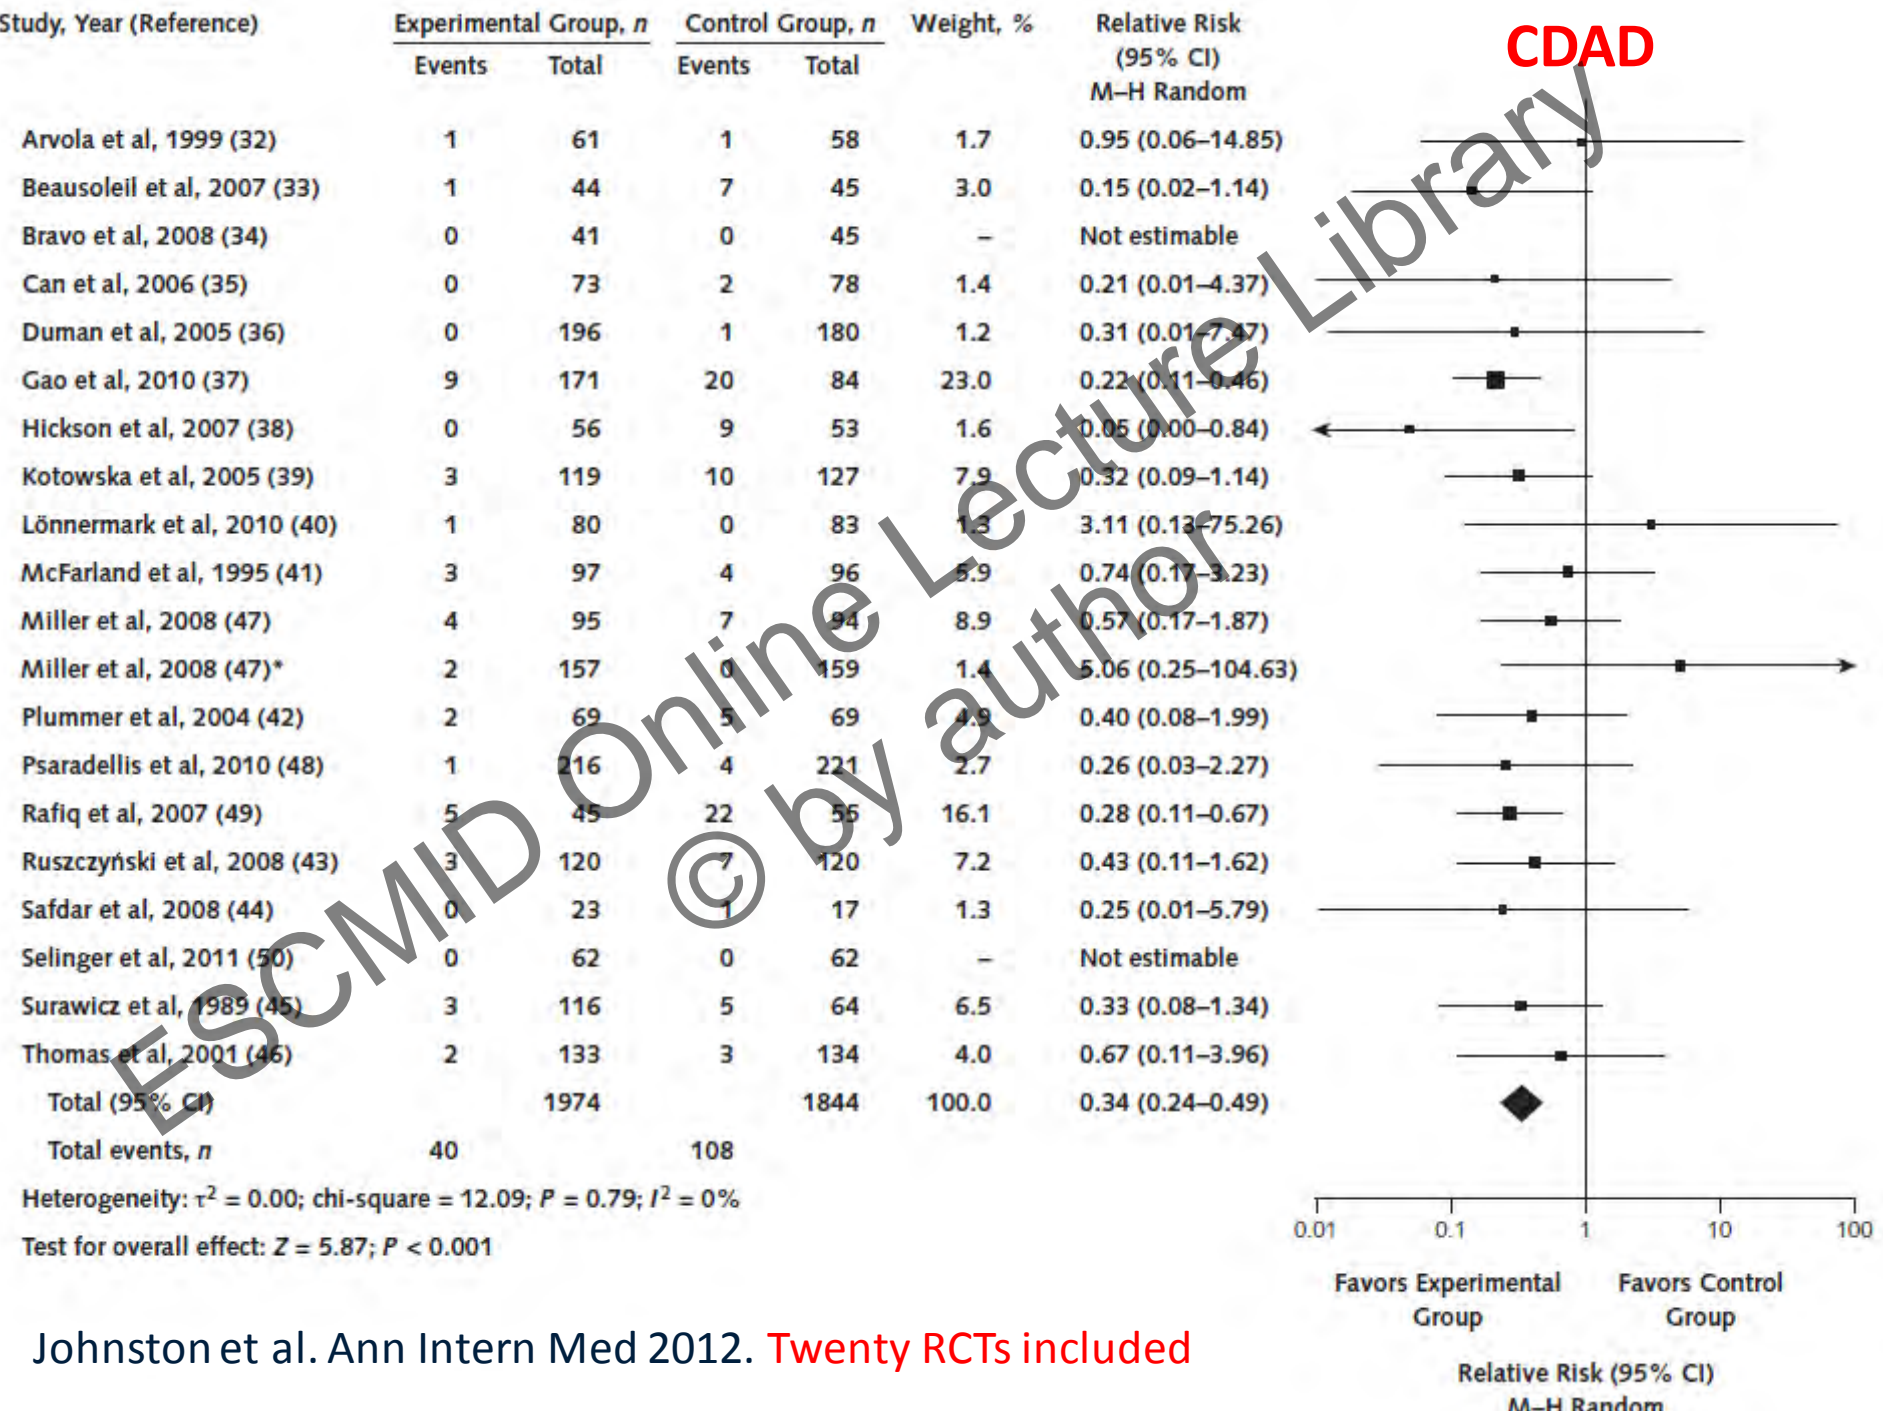 Study, Year (Reference) Experimental Group, n Control Group, n Weight, % Relative Risk CDAD
Events Total Events Total (95% CI)
M–H Random
Arvola et al, 1999 (32) 1 61 1 58 1.7 0.95 (0.06–14.85)
Beausoleil et al, 2007 (33) 1 44 7 45 3.0 0.15 (0.02–1.14)
Bravo et al, 2008 (34) 0 41 0 45 – Not estimable
Can et al, 2006 (35) 0 73 2 78 1.4 0.21 (0.01–4.37)
Duman et al, 2005 (36) 0 196 1 180 1.2 0.31 (0.01–7.47)
Gao et al, 2010 (37) 9 171 20 84 23.0 0.22 (0.11–0.46)
Hickson et al, 2007 (38) 0 56 9 53 1.6 0.05 (0.00–0.84)
Kotowska et al, 2005 (39) 3 119 10 127 7.9 0.32 (0.09–1.14)
Lönnermark et al, 2010 (40) 1 80 0 83 1.3 3.11 (0.13–75.26)
McFarland et al, 1995 (41) 3 97 4 96 5.9 0.74 (0.17–3.23)
Miller et al, 2008 (47) 4 95 7 94 8.9 0.57 (0.17–1.87)
Miller et al, 2008 (47)* 2 157 0 159 1.4 5.06 (0.25–104.63)
Plummer et al, 2004 (42) 2 69 5 69 4.9 0.40 (0.08–1.99)
Psaradellis et al, 2010 (48) 1 216 4 221 2.7 0.26 (0.03–2.27)
Rafiq et al, 2007 (49) 5 45 22 55 16.1 0.28 (0.11–0.67)
Ruszczyński et al, 2008 (43) 3 120 7 120 7.2 0.43 (0.11–1.62)
Safdar et al, 2008 (44) 0 23 1 17 1.3 0.25 (0.01–5.79)
Selinger et al, 2011 (50) 0 62 0 62 – Not estimable
Surawicz et al, 1989 (45) 3 116 5 64 6.5 0.33 (0.08–1.34)
Thomas et al, 2001 (46) 2 133 3 134 4.0 0.67 (0.11–3.96)
Total (95% CI) 1974 1844 100.0 0.34 (0.24–0.49)
Total events, n 40 108
Heterogeneity: τ² = 0.00; chi-square = 12.09; P = 0.79; I² = 0%
Test for overall effect: Z = 5.87; P < 0.001
0.01 0.1 1 10 100
Favors Experimental Favors Control
Group Group
Relative Risk (95% CI)
M–H Random
Johnston et al. Ann Intern Med 2012. Twenty RCTs included
ESCMID Online Lecture Library
© by author